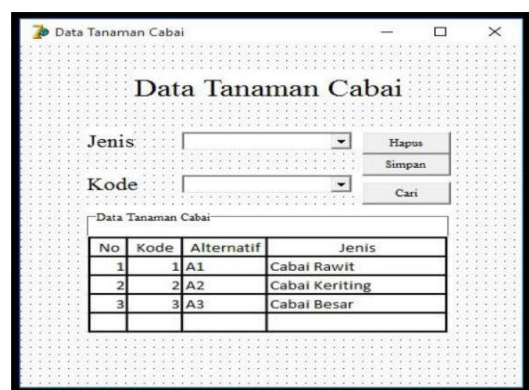 Data Tanaman Cabai
Data Tanaman Cabai
Jenis
Hapus
Simpan
Kode
Cari
Data Tanaman Cabai
No Kode Alternatif Jenis
1 1 A1 Cabai Rawit
2 2 A2 Cabai Keriting
3 3 A3 Cabai Besar